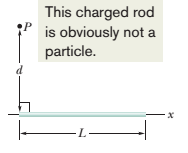 This charged rod
is obviously not a
particle.
P
d
x
L